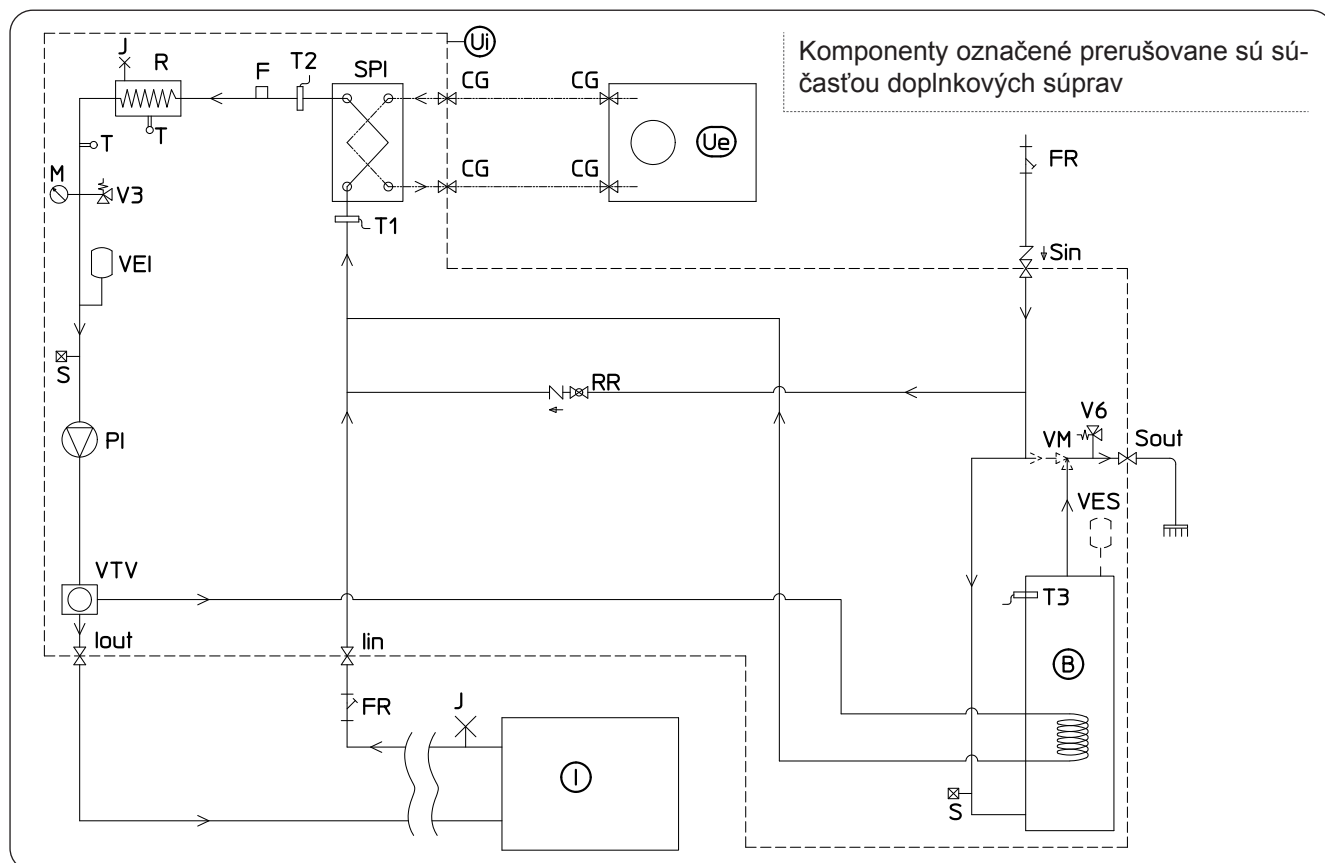 Komponenty označené prerušovane sú sú-
časťou doplnkových súprav
J
R
F
T2
SPI
CG
CG
Ui
Ue
T
T
M
V3
CG
CG
FR
T1
VEI
Sin
S
RR
PI
V6
VM
Sout
VES
VTV
T3
Iout
Iin
B
FR
J
I
S